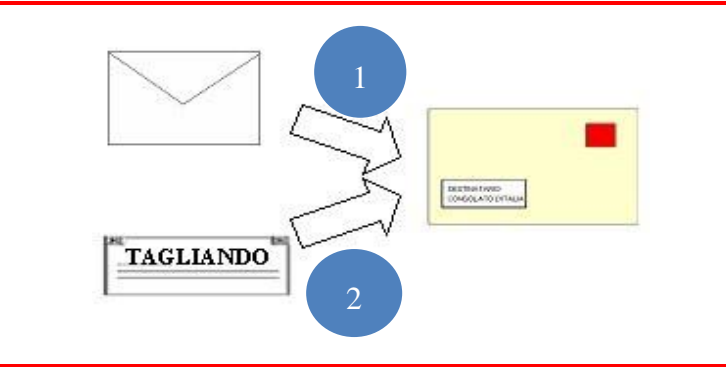 1
DESTINATARIO
CONSOLATO D'ITALIA
TAGLIANDO
2